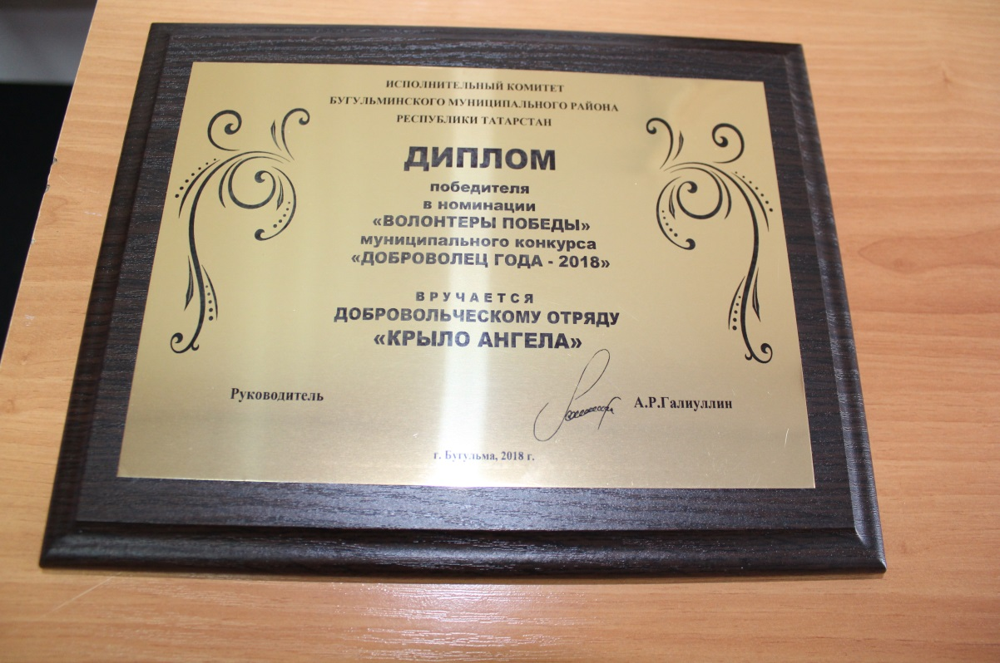 ИСПОЛНИТЕЛЬНЫЙ КОМИТЕТ
БУГУЛЬМИНСКОГО МУНИЦИПАЛЬНОГО РАЙОНА
РЕСПУБЛИКИ ТАТАРСТАН
ДИПЛОМ
победителя
в номинации
«ВОЛОНТЕРЫ ПОБЕДЫ»
муниципального конкурса
«ДОБРОВОЛЕЦ ГОДА - 2018»
ВРУЧАЕТСЯ
ДОБРОВОЛЬЧЕСКОМУ ОТРЯДУ
«КРЫЛО АНГЕЛА»
Руководитель А.Р.Галиуллин
г. Бугульма, 2018 г.